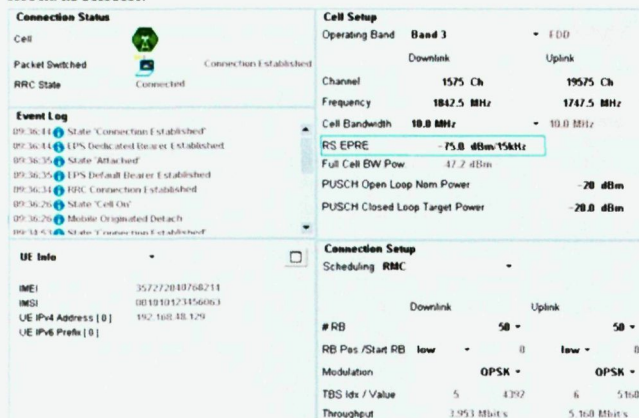 Connection Status
Cell
Packet Switched Connection Established
RRC State Connected
Event Log
09:36:44 State 'Connection Established'
09:36:44 EPS Dedicated Bearer Established
09:36:35 State 'Attached'
09:36:35 EPS Default Bearer Established
09:36:34 RRC Connection Established
09:36:26 State 'Cell On'
09:36:26 Mobile Originated Detach
09:34:53 State 'Connection Established'
UE Info
IMEI 357272040768214
IMSI 001010123456063
UE IPv4 Address [0] 192.168.48.129
UE IPv6 Prefix [0]
Cell Setup
Operating Band Band 3 FDD
Downlink Uplink
Channel 1575 Ch 19575 Ch
Frequency 1842.5 MHz 1747.5 MHz
Cell Bandwidth 10.0 MHz 10.0 MHz
RS EPRE -75.0 dBm/15kHz
Full Cell BW Pow -47.2 dBm
PUSCH Open Loop Nom Power -20 dBm
PUSCH Closed Loop Target Power -20.0 dBm
Connection Setup
Scheduling RMC
Downlink Uplink
# RB 50 50
RB Pos /Start RB low 0 low 0
Modulation QPSK QPSK
TBS Idx / Value 5 4392 6 5160
Throughput 3.953 Mbit/s 5.160 Mbit/s